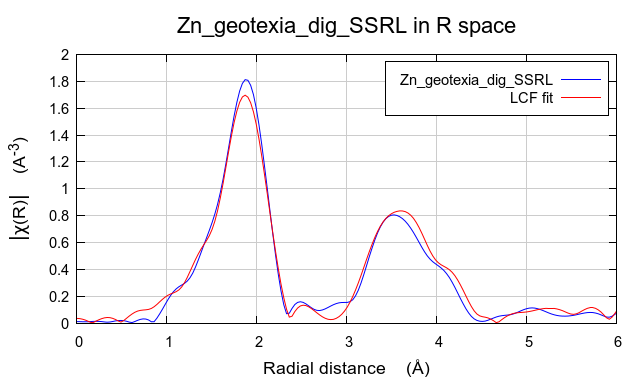 Zn_geotexia_dig_SSRL in R space
Zn_geotexia_dig_SSRL
LCF fit
2
1.8
1.6
1.4
1.2
1
0.8
0.6
0.4
0.2
0
|χ(R)| (A-3)
0 1 2 3 4 5 6
Radial distance (Å)